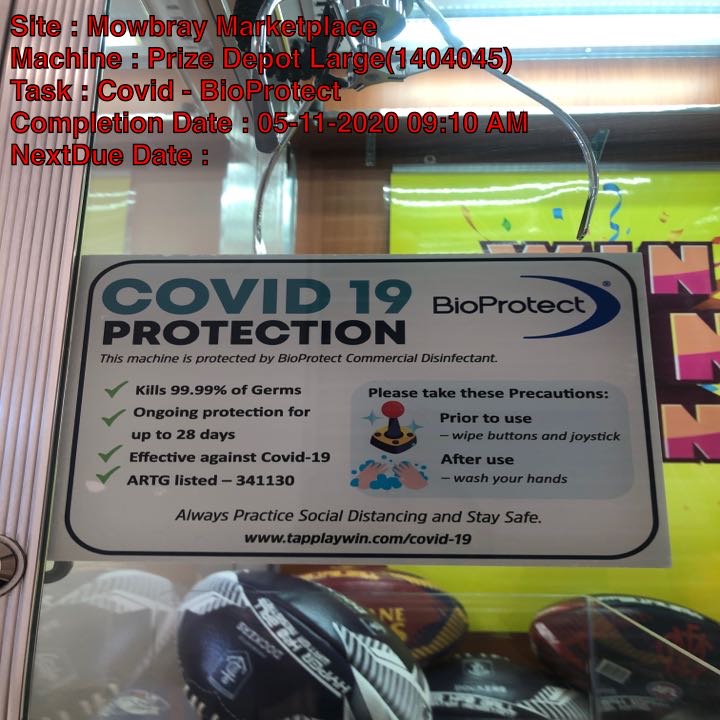 Site : Mowbray Marketplace
Machine : Prize Depot Large(1404045)
Task : Covid - BioProtect
Completion Date : 05-11-2020 09:10 AM
NextDue Date :
WIN
COVID 19
PROTECTION
BioProtect®
This machine is protected by BioProtect Commercial Disinfectant.
Kills 99.99% of Germs
Ongoing protection for
up to 28 days
Effective against Covid-19
ARTG listed – 341130
Please take these Precautions:
Prior to use
– wipe buttons and joystick
After use
– wash your hands
Always Practice Social Distancing and Stay Safe.
www.tapplaywin.com/covid-19
DOCKERS